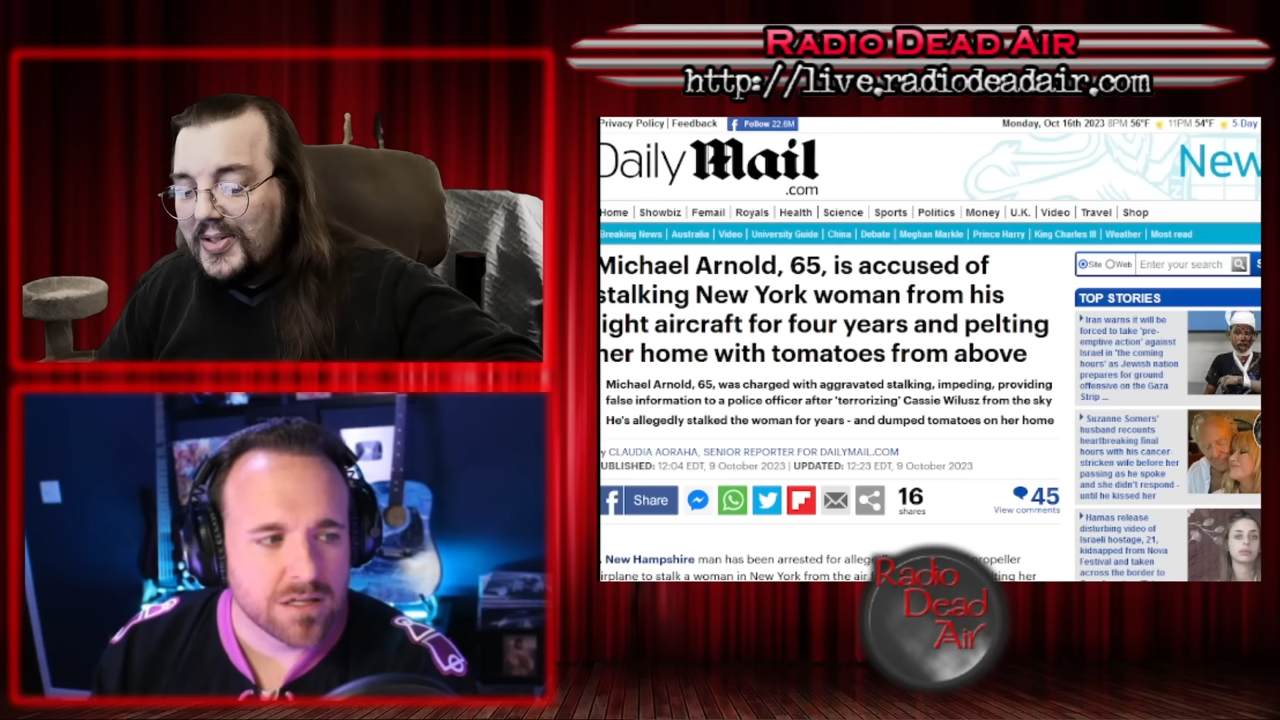 Radio Dead Air
http://live.radiodeadair.com
Privacy Policy | Feedback
Follow 22.6M
Monday, Oct 16th 2023 8PM 56°F 11PM 54°F 5-Day
Daily Mail
.com
New
Home | Showbiz | Femail | Royals | Health | Science | Sports | Politics | Money | U.K. | Video | Travel | Shop
Breaking News | Australia | Video | University Guide | China | Debate | Meghan Markle | Prince Harry | King Charles III | Weather | Most read
Michael Arnold, 65, is accused of
stalking New York woman from his
ight aircraft for four years and pelting
her home with tomatoes from above
Michael Arnold, 65, was charged with aggravated stalking, impeding, providing
false information to a police officer after 'terrorizing' Cassie Wilusz from the sky
He's allegedly stalked the woman for years - and dumped tomatoes on her home
y CLAUDIA AORAHA, SENIOR REPORTER FOR DAILYMAIL.COM
UBLISHED: 12:04 EDT, 9 October 2023 | UPDATED: 12:23 EDT, 9 October 2023
Share
16
shares
45
View comments
New Hampshire man has been arrested for alleg
ropeller
irplane to stalk a woman in New York from the air
lting her
Site Web Enter your search
TOP STORIES
Iran warns it will be
forced to take 'pre-
emptive action' against
Israel in 'the coming
hours' as Jewish nation
prepares for ground
offensive on the Gaza
Strip ...
Suzanne Somers'
husband recounts
heartbreaking final
hours with his cancer-
stricken wife before her
passing as he spoke
and she didn't respond -
until he kissed her
Hamas release
disturbing video of
Israeli hostage, 21,
kidnapped from Nova
Festival and taken
across the border to
Radio
Dead
Air